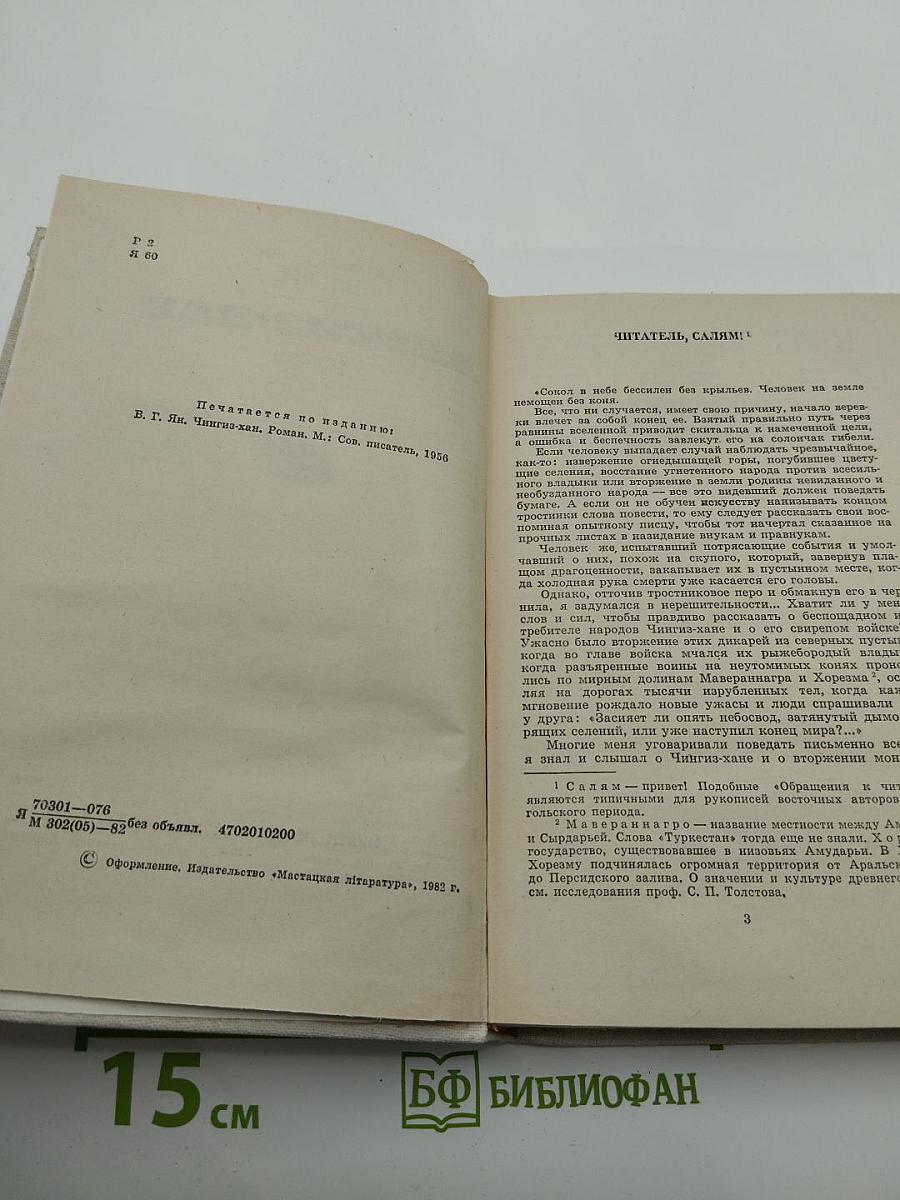 Р 2
Я 60
Печатается по изданию:
В. Г. Ян. Чингиз-хан. Роман. М.: Сов. писатель, 1956
70301—076
Я М 302(05)—82 без объявл. 4702010200
© Оформление. Издательство «Мастацкая лiтаратура», 1982 г.
ЧИТАТЕЛЬ, САЛЯМ! 1
«Сокол в небе бессилен без крыльев. Человек на земле
немощен без коня.
Все, что ни случается, имеет свою причину, начало верев-
ки влечет за собой конец ее. Взятый правильно путь через
равнины вселенной приводит скитальца к намеченной цели,
а ошибка и беспечность завлекут его на солончак гибели.
Если человеку выпадает случай наблюдать чрезвычайное,
как-то: извержение огнедышащей горы, погубившее цвету-
щие селения, восстание угнетенного народа против всесиль-
ного владыки или вторжение в земли родины невиданного и
необузданного народа — все это видевший должен поведать
бумаге. А если он не обучен искусству нанизывать концом
тростинки слова повести, то ему следует рассказать свои вос-
поминая опытному писцу, чтобы тот начертал сказанное на
прочных листах в назидание внукам и правнукам.
Человек же, испытавший потрясающие события и умол-
чавший о них, похож на скупого, который, завернув пла-
щом драгоценности, закапывает их в пустынном месте, ког-
да холодная рука смерти уже касается его головы.
Однако, отточив тростниковое перо и обмакнув его в чер
нила, я задумался в нерешительности... Хватит ли у мен
слов и сил, чтобы правдиво рассказать о беспощадном и
требителе народов Чингиз-хане и о его свирепом войске
Ужасно было вторжение этих дикарей из северных пустын
когда во главе войска мчался их рыжебородый владык
когда разъяренные воины на неутомимых конях проно
лись по мирным долинам Мавераннагра и Хорезма 2, ос
ляя на дорогах тысячи изрубленных тел, когда каж
мгновение рождало новые ужасы и люди спрашивали
у друга: «Засияет ли опять небосвод, затянутый дымо
рящих селений, или уже наступил конец мира?...»
Многие меня уговаривали поведать письменно все
я знал и слышал о Чингиз-хане и о вторжении мон
1 Салям — привет! Подобные «Обращения к чит
являются типичными для рукописей восточных авторов
гольского периода.
2 Мавераннагро — название местности между Ам
и Сырдарьей. Слова «Туркестан» тогда еще не знали. Хор
государство, существовавшее в низовьях Амударьи. В
Хорезму подчинялась огромная территория от Аральск
до Персидского залива. О значении и культуре древнег
см. исследования проф. С. П. Толстова,
3
15 см
БФ БИБЛИОФАН